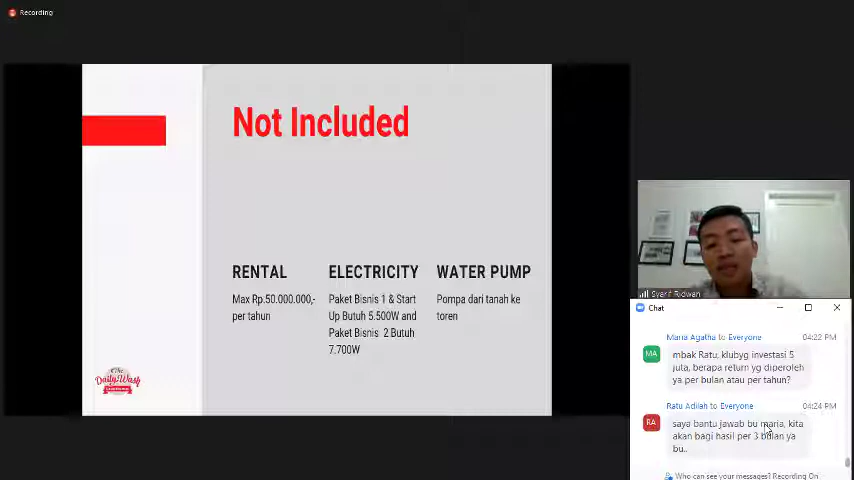 Recording
Not Included
RENTAL
Max Rp.50.000.000,-
per tahun
ELECTRICITY
Paket Bisnis 1 & Start
Up Butuh 5.500W and
Paket Bisnis 2 Butuh
7.700W
WATER PUMP
Pompa dari tanah ke
toren
The
Daily Wash
Syarif Ridwan
Chat
Maria Agatha to Everyone 04:22 PM
MA
mbak Ratu, klubyg investasi 5
juta, berapa return yg diperoleh
ya per bulan atau per tahun?
Ratu Adilah to Everyone 04:24 PM
RA
saya bantu jawab bu maria, kita
akan bagi hasil per 3 bulan ya
bu..
Who can see your messages? Recording On